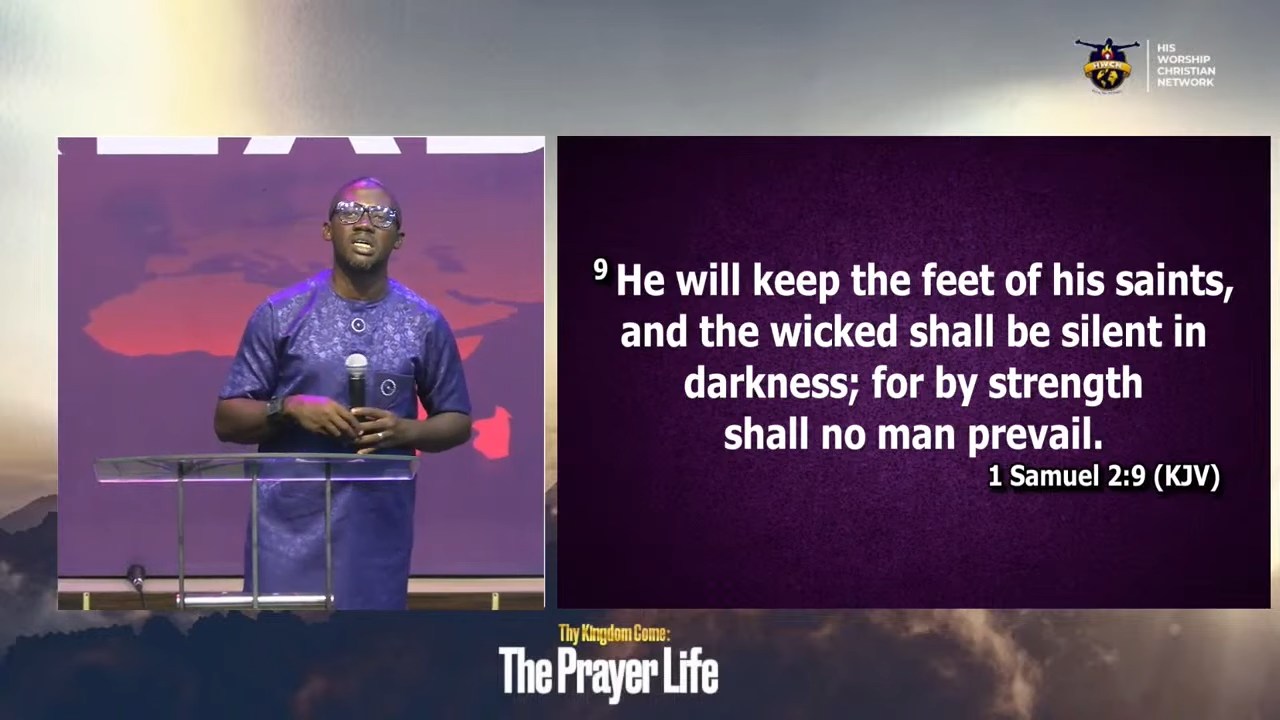 HWCN
HIS
WORSHIP
CHRISTIAN
NETWORK
9 He will keep the feet of his saints,
and the wicked shall be silent in
darkness; for by strength
shall no man prevail.
1 Samuel 2:9 (KJV)
Thy Kingdom Come:
The Prayer Life